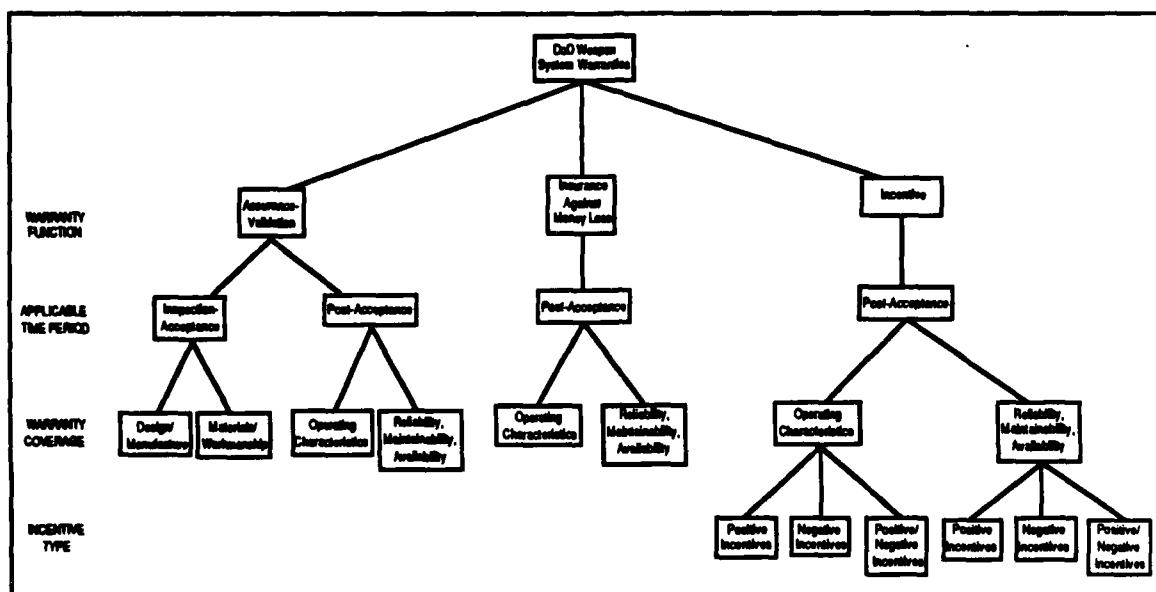 DoD Weapon
System Warranties
WARRANTY
FUNCTION
Assurance-
Validation
Insurance
Against
Money Loss
Incentive
APPLICABLE
TIME PERIOD
Inspection-
Acceptance
Post-Acceptance
Post-Acceptance
Post-Acceptance
WARRANTY
COVERAGE
Design/
Manufacture
Materials/
Workmanship
Operating
Characteristics
Reliability,
Maintainability,
Availability
Operating
Characteristics
Reliability,
Maintainability,
Availability
Operating
Characteristics
Reliability,
Maintainability,
Availability
INCENTIVE
TYPE
Positive
Incentives
Negative
Incentives
Positive/
Negative
Incentives
Positive
Incentives
Negative
Incentives
Positive/
Negative
Incentives